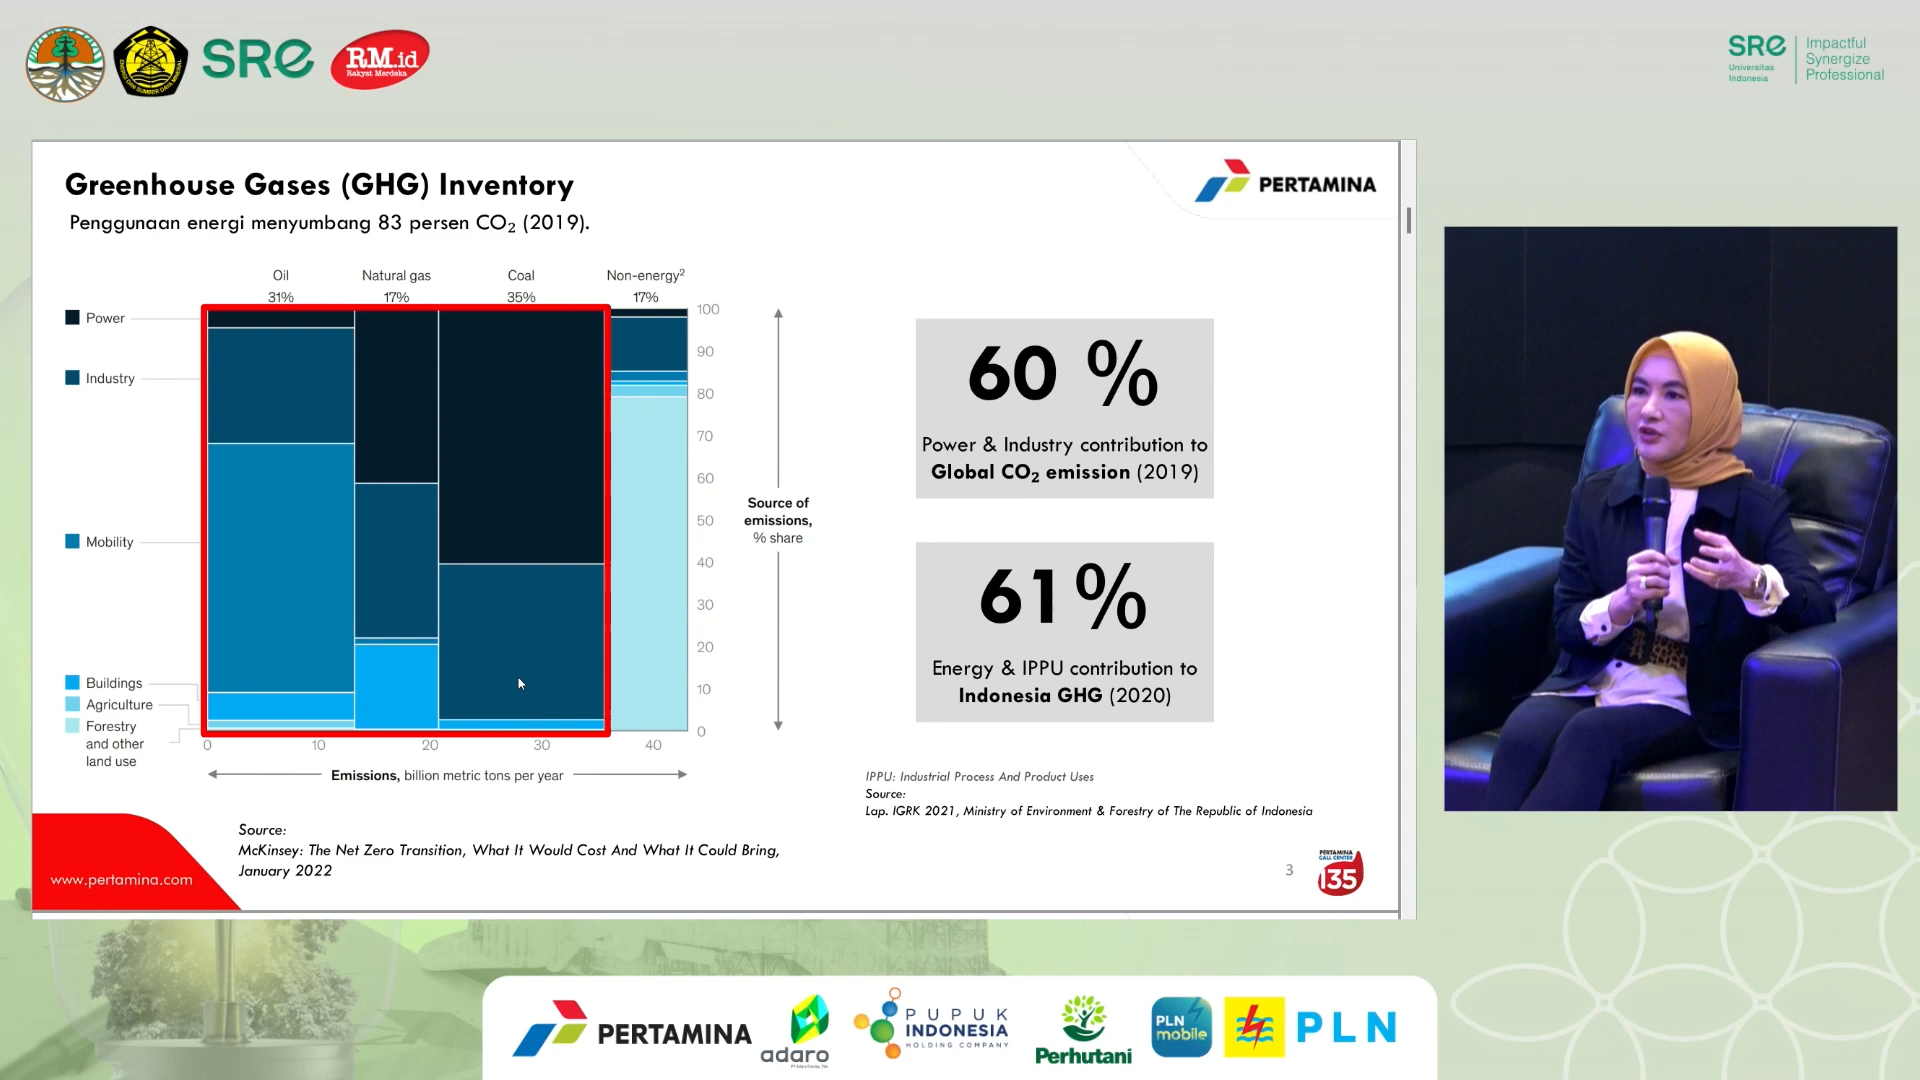 SRE
RM.id
Rakyat Merdeka
SRE
Universitas
Indonesia
Impactful
Synergize
Professional
Greenhouse Gases (GHG) Inventory
PERTAMINA
Penggunaan energi menyumbang 83 persen CO₂ (2019).
Oil
31%
Natural gas
17%
Coal
35%
Non-energy²
17%
Power
Industry
Mobility
Buildings
Agriculture
Forestry
and other
land use
100
90
80
70
60
50
40
30
20
10
0
Source of
emissions,
% share
0 10 20 30 40
Emissions, billion metric tons per year
60 %
Power & Industry contribution to
Global CO₂ emission (2019)
61%
Energy & IPPU contribution to
Indonesia GHG (2020)
IPPU: Industrial Process And Product Uses
Source:
Lap. IGRK 2021, Ministry of Environment & Forestry of The Republic of Indonesia
Source:
McKinsey: The Net Zero Transition, What It Would Cost And What It Could Bring,
January 2022
www.pertamina.com
3
PERTAMINA
CALL CENTER
135
PERTAMINA
adaro
PUPUK
INDONESIA
HOLDING COMPANY
Perhutani
PLN
mobile
PLN